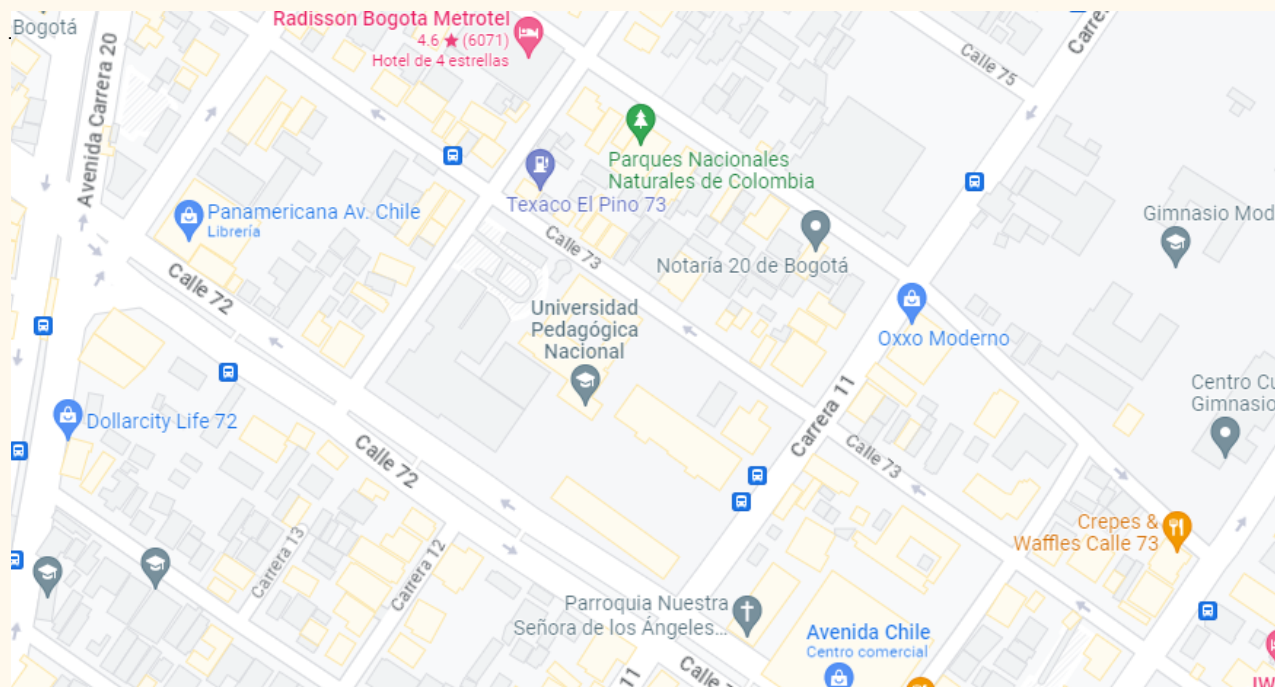 Radisson Bogota Metrotel
4.6 ★ (6071)
Hotel de 4 estrellas
Bogotá
Avenida Carrera 20
Calle 75
Parques Nacionales
Naturales de Colombia
Texaco El Pino 73
Panamericana Av. Chile
Librería
Gimnasio Mod
Calle 73
Notaría 20 de Bogotá
Calle 72
Universidad
Pedagógica
Nacional
Oxxo Moderno
Centro Cu
Gimnasio
Carrera 11
Dollarcity Life 72
Calle 72
Calle 73
Crepes &
Waffles Calle 73
Carrera 13
Carrera 12
Parroquia Nuestra
Señora de los Ángeles...
Avenida Chile
Centro comercial
11
IW